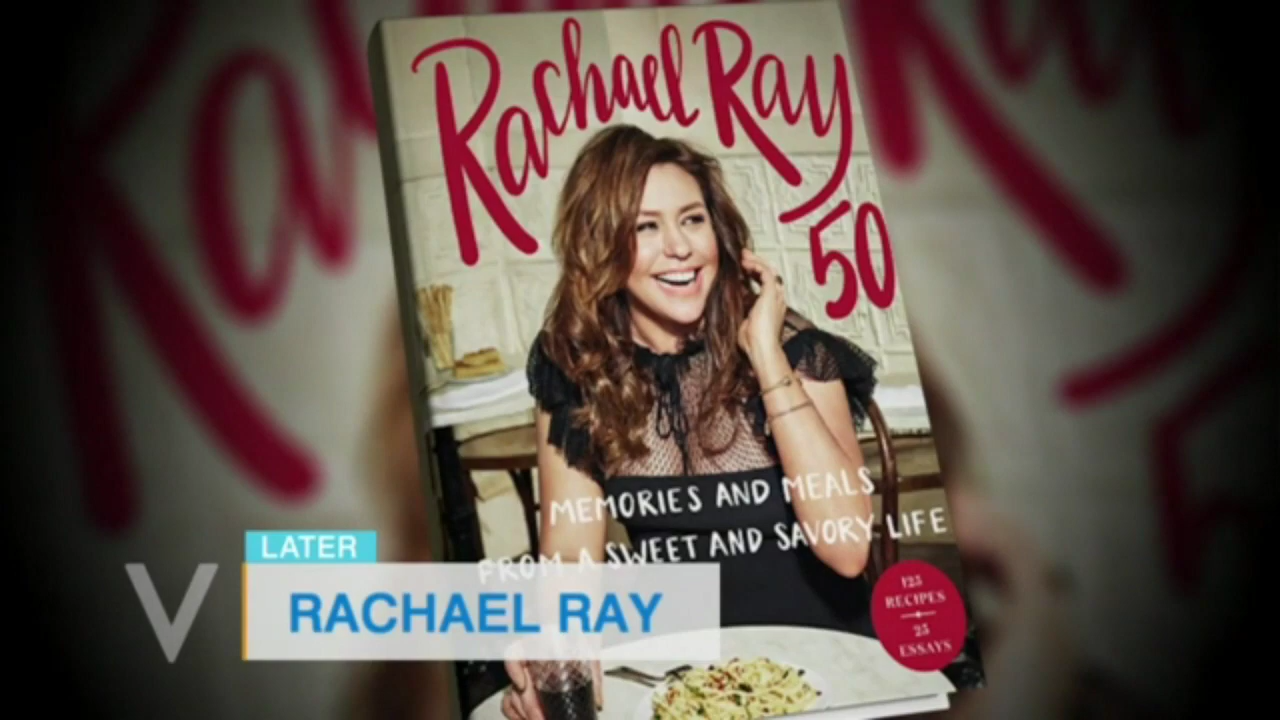 Rachael Ray
50
MEMORIES AND MEALS
FROM A SWEET AND SAVORY LIFE
125
RECIPES
25
ESSAYS
LATER
V
RACHAEL RAY